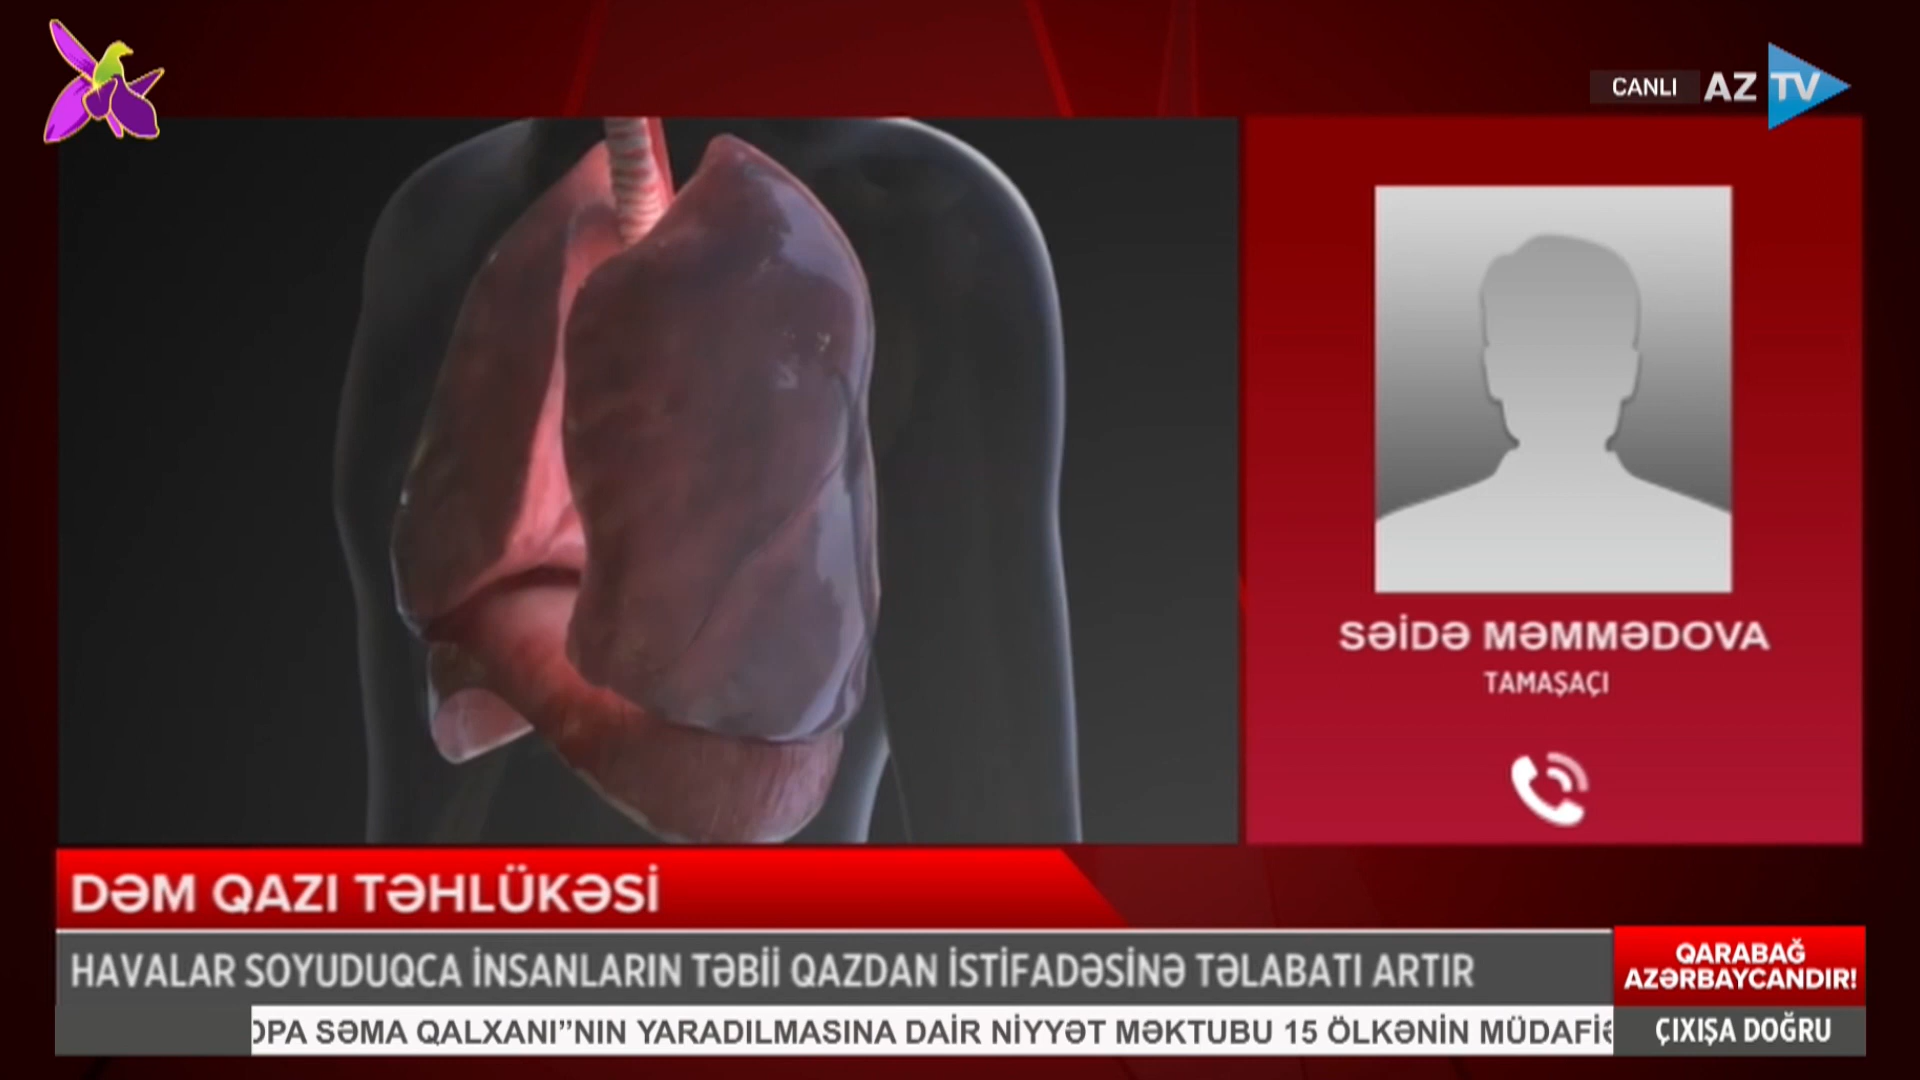 CANLI AZ TV
SƏİDƏ MƏMMƏDOVA
TAMAŞAÇI
DƏM QAZI TƏHLÜKƏSİ
HAVALAR SOYUDUQCA İNSANLARIN TƏBİİ QAZDAN İSTİFADƏSİNƏ TƏLABATI ARTIR
QARABAĞ
AZƏRBAYCANDIR!
SƏMA QALXANI”NIN YARADILMASINA DAİR NİYYƏT MƏKTUBU 15 ÖLKƏNİN
ÇIXIŞA DOĞRU